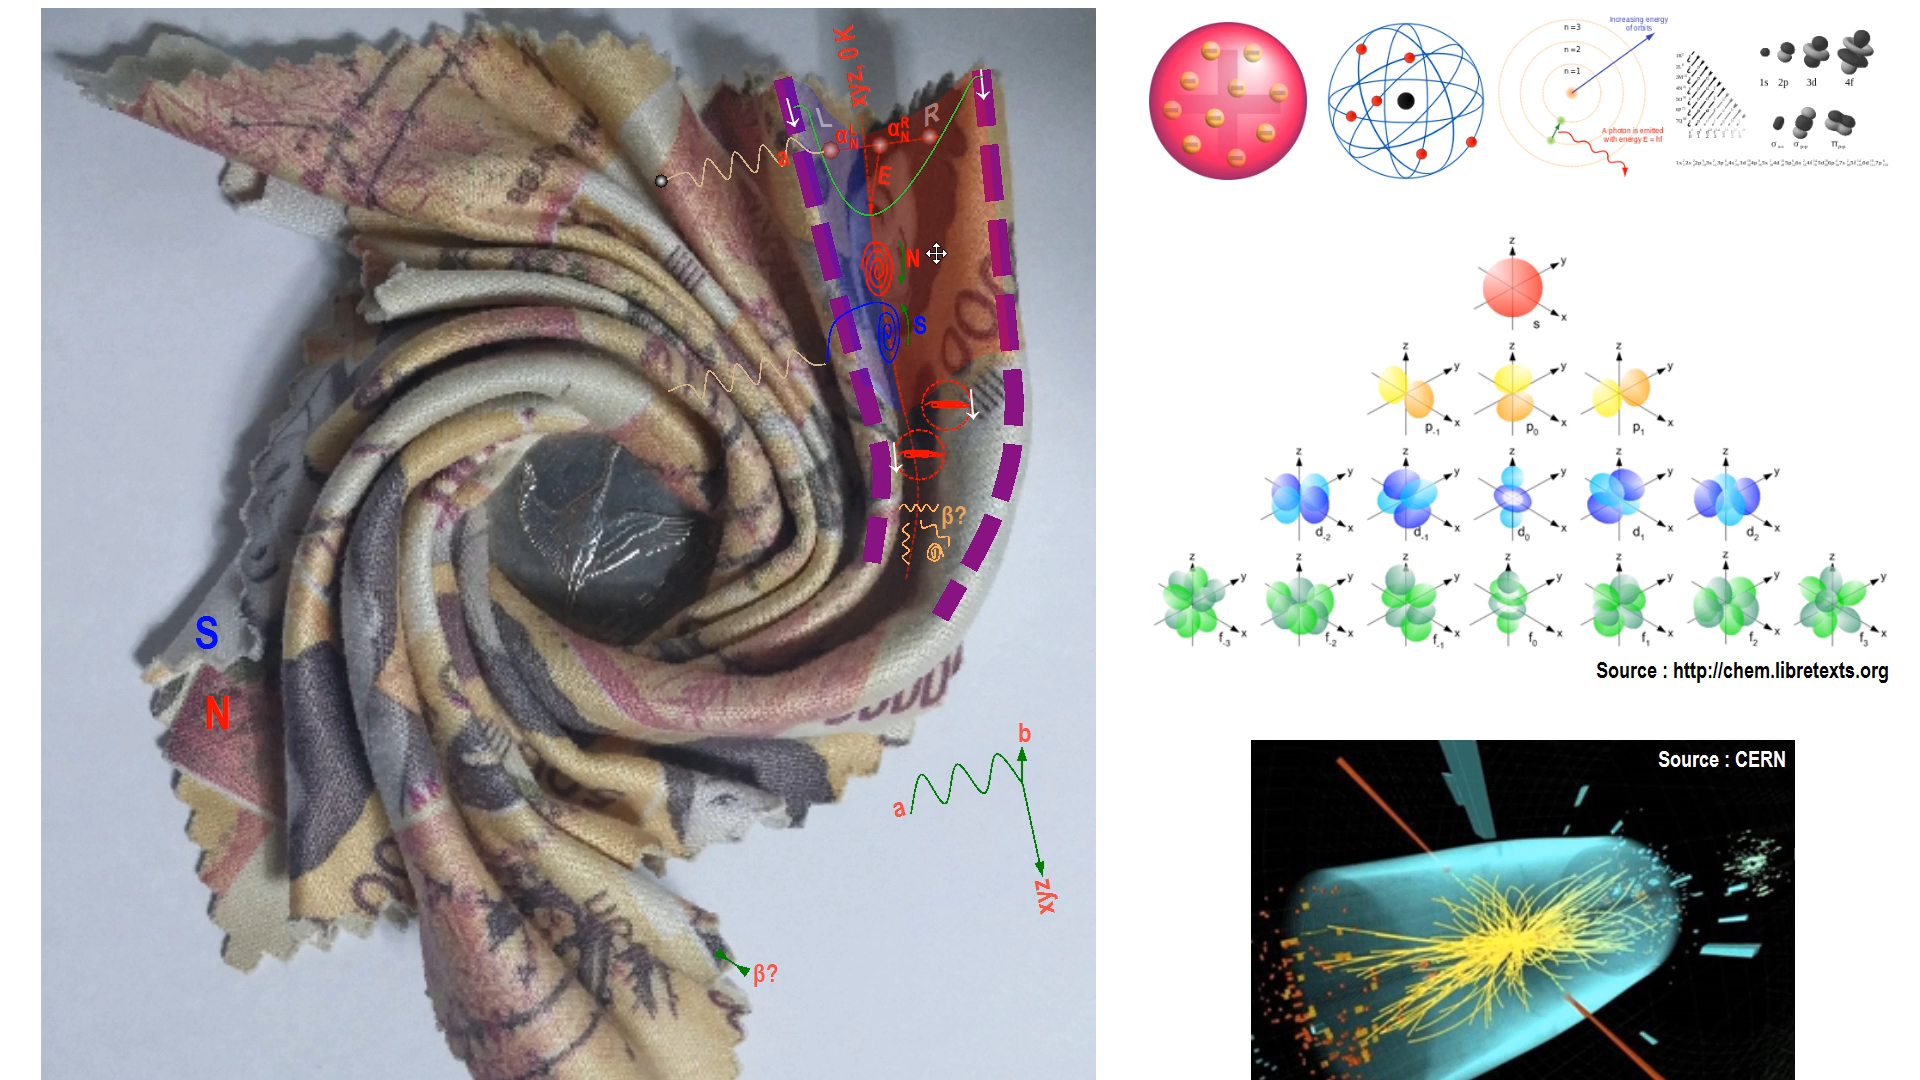 xyz, 0 K
L
R
a
α_N^L
α_N^R
E
N
S
β?
S
N
a
b
xyz
β?
n = 3
n = 2
n = 1
Increasing energy
of orbits
A photon is emitted
with energy E = hf
1s 2p 3d 4f
σ
σ
π
z y x s
z y x p-1
z y x p0
z y x p1
z y x d-2
z y x d-1
z y x d0
z y x d1
z y x d2
z y x f-3
z y x f-2
z y x f-1
z y x f0
z y x f1
z y x f2
z y x f3
Source : http://chem.libretexts.org
Source : CERN